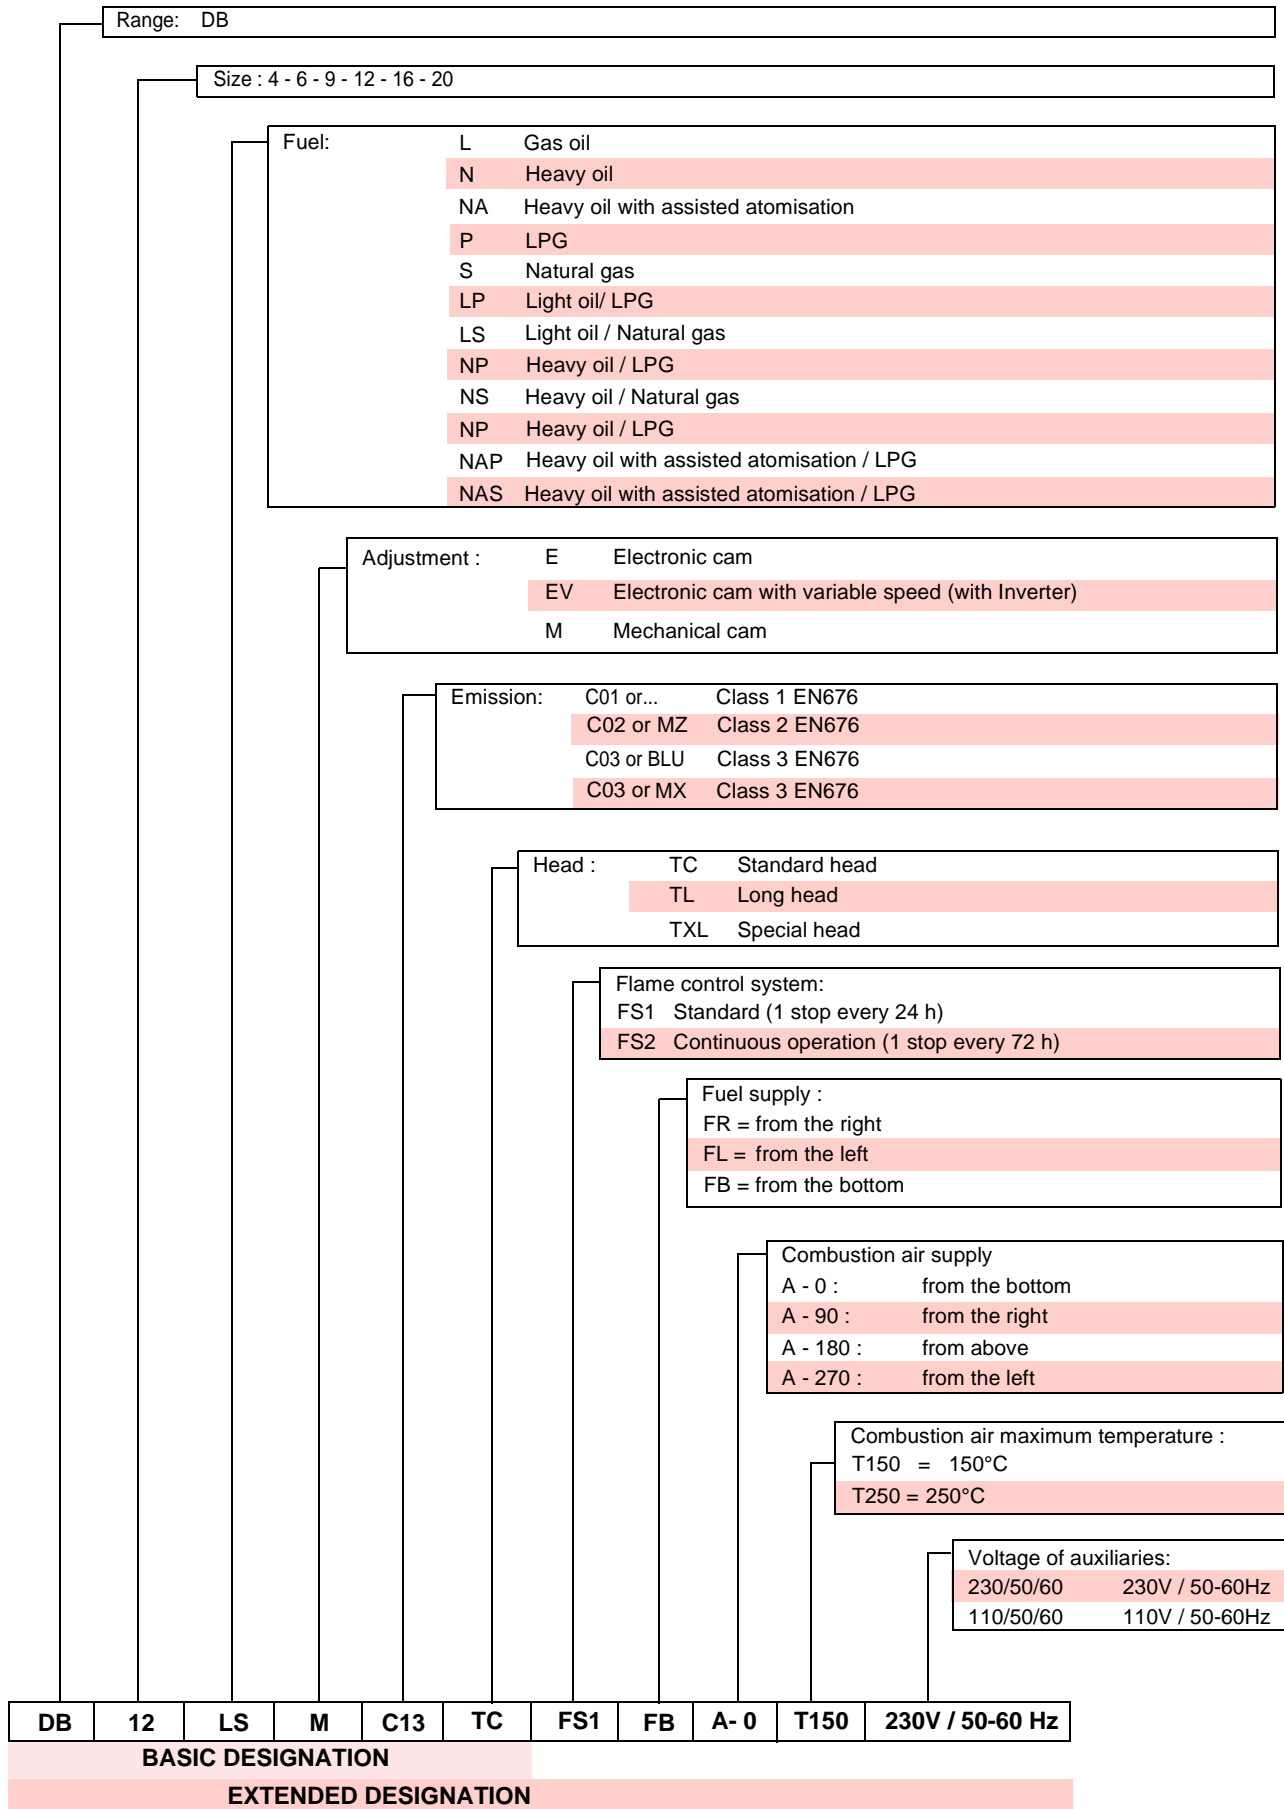 Range: DB
Size : 4 - 6 - 9 - 12 - 16 - 20
Fuel: L Gas oil
N Heavy oil
NA Heavy oil with assisted atomisation
P LPG
S Natural gas
LP Light oil/ LPG
LS Light oil / Natural gas
NP Heavy oil / LPG
NS Heavy oil / Natural gas
NP Heavy oil / LPG
NAP Heavy oil with assisted atomisation / LPG
NAS Heavy oil with assisted atomisation / LPG
Adjustment : E Electronic cam
EV Electronic cam with variable speed (with Inverter)
M Mechanical cam
Emission: C01 or... Class 1 EN676
C02 or MZ Class 2 EN676
C03 or BLU Class 3 EN676
C03 or MX Class 3 EN676
Head : TC Standard head
TL Long head
TXL Special head
Flame control system:
FS1 Standard (1 stop every 24 h)
FS2 Continuous operation (1 stop every 72 h)
Fuel supply :
FR = from the right
FL = from the left
FB = from the bottom
Combustion air supply
A - 0 : from the bottom
A - 90 : from the right
A - 180 : from above
A - 270 : from the left
Combustion air maximum temperature :
T150 = 150°C
T250 = 250°C
Voltage of auxiliaries:
230/50/60 230V / 50-60Hz
110/50/60 110V / 50-60Hz
DB 12 LS M C13 TC FS1 FB A- 0 T150 230V / 50-60 Hz
BASIC DESIGNATION
EXTENDED DESIGNATION